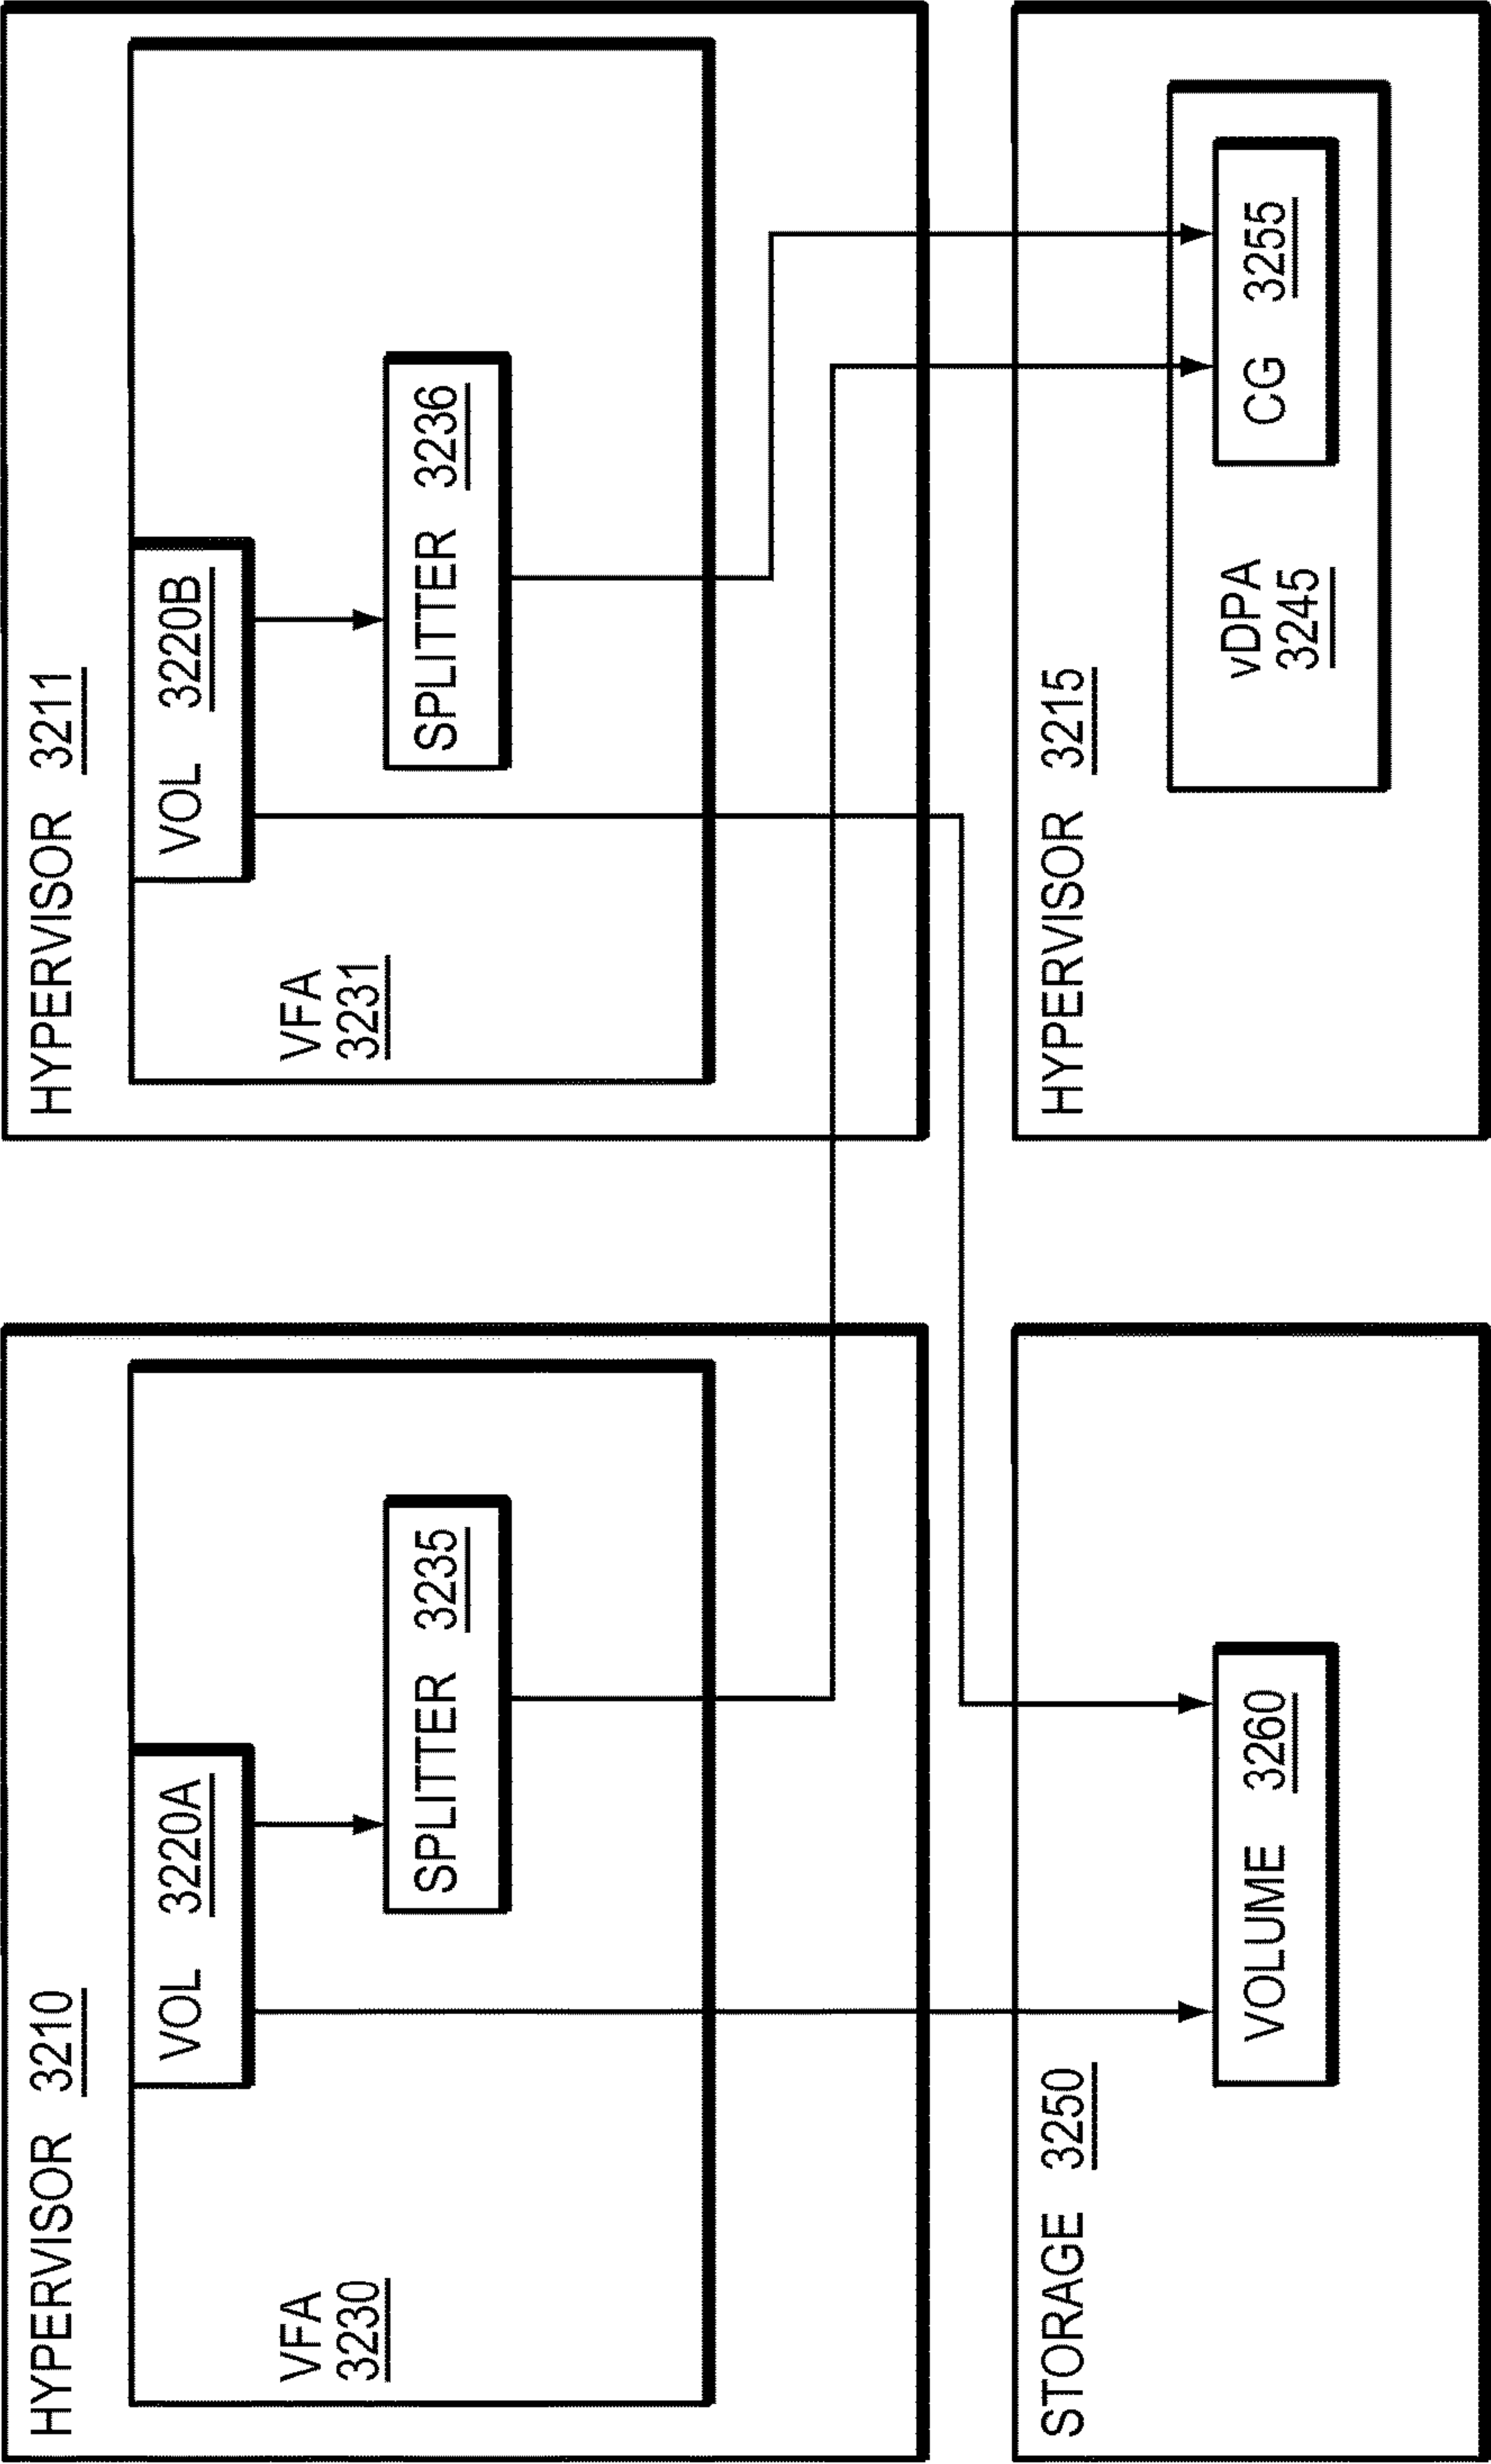 HYPERVISOR 3210
VOL 3220A
SPLITTER 3235
VFA
3230
HYPERVISOR 3211
VOL 3220B
SPLITTER 3236
VFA
3231
STORAGE 3250
VOLUME 3260
HYPERVISOR 3215
vDPA
3245
CG 3255